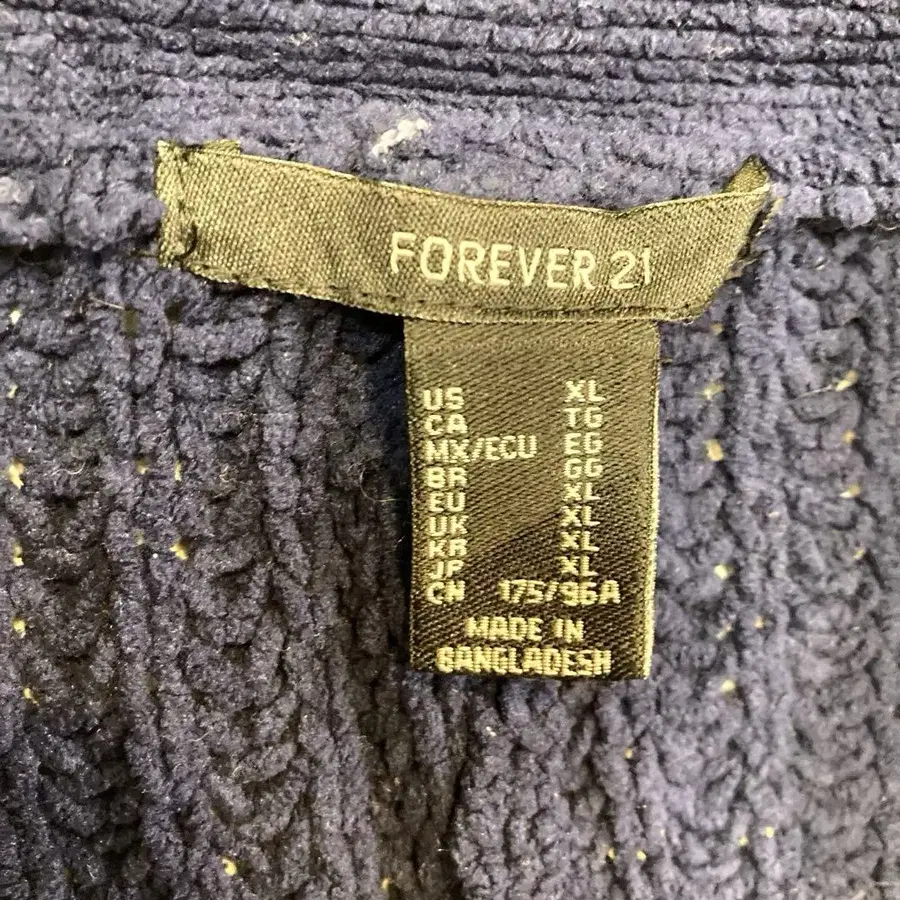 FOREVER 21
US XL
CA TG
MX/ECU EG
BR GG
EU XL
UK XL
KR XL
JP XL
CN 175/96A
MADE IN
BANGLADESH